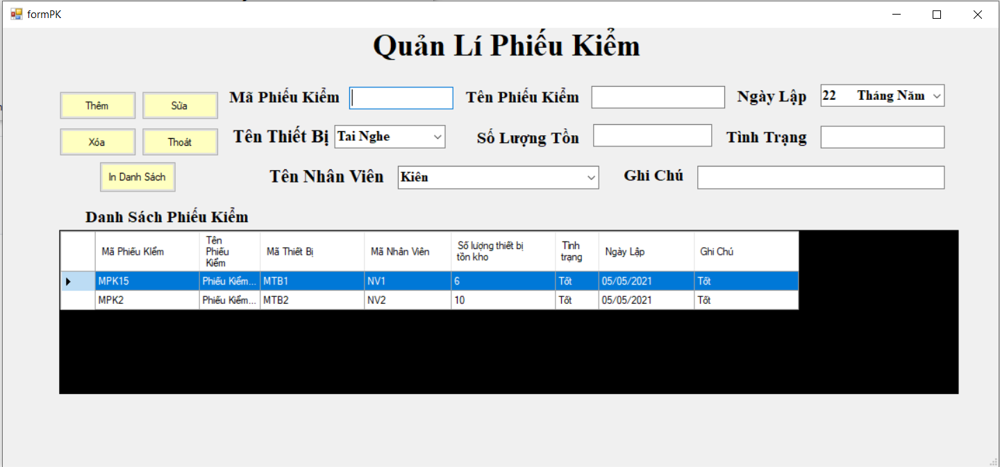 formPK
Quản Lí Phiếu Kiểm
Thêm
Sửa
Mã Phiếu Kiểm
Tên Phiếu Kiểm
Ngày Lập
22 Tháng Năm
Xóa
Thoát
Tên Thiết Bị
Tai Nghe
Số Lượng Tồn
Tình Trạng
In Danh Sách
Tên Nhân Viên
Kiên
Ghi Chú
Danh Sách Phiếu Kiểm
Mã Phiếu KIểm
Tên
Phiếu
Kiểm
Mã Thiết Bị
Mã Nhân Viên
Số lượng thiết bị
tồn kho
Tình
trạng
Ngày Lập
Ghi Chú
MPK15 Phiếu Kiểm... MTB1 NV1 6 Tốt 05/05/2021 Tốt
MPK2 Phiếu Kiểm... MTB2 NV2 10 Tốt 05/05/2021 Tốt